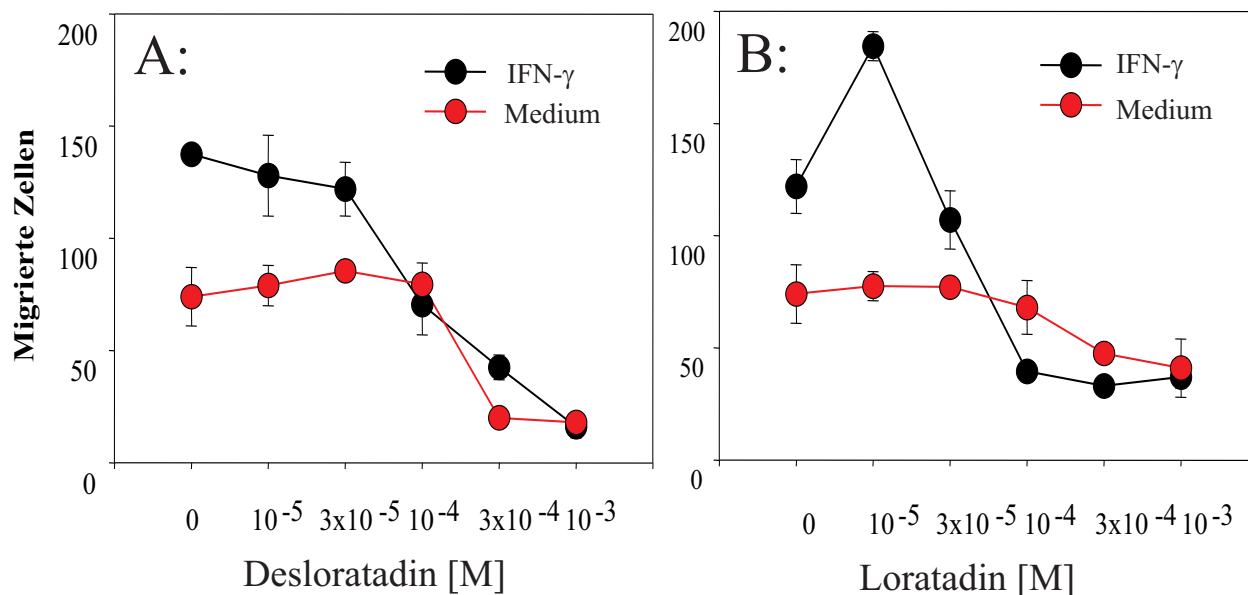 A:
IFN-γ
Medium
200
150
100
50
0
Migrierte Zellen
0 10⁻⁵ 3x10⁻⁵ 10⁻⁴ 3x10⁻⁴ 10⁻³
Desloratadin [M]
B:
IFN-γ
Medium
200
150
100
50
0
0 10⁻⁵ 3x10⁻⁵ 10⁻⁴ 3x10⁻⁴ 10⁻³
Loratadin [M]